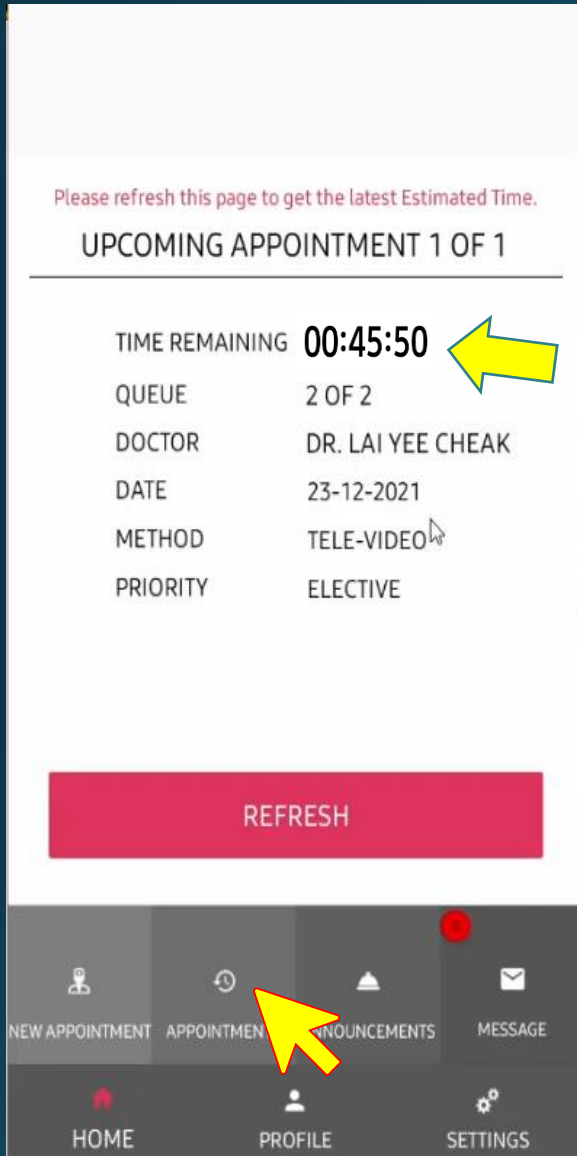 Please refresh this page to get the latest Estimated Time.
UPCOMING APPOINTMENT 1 OF 1
TIME REMAINING 00:45:50
QUEUE 2 OF 2
DOCTOR DR. LAI YEE CHEAK
DATE 23-12-2021
METHOD TELE-VIDEO
PRIORITY ELECTIVE
REFRESH
NEW APPOINTMENT APPOINTMEN NNOUNCEMENTS MESSAGE
HOME PROFILE SETTINGS